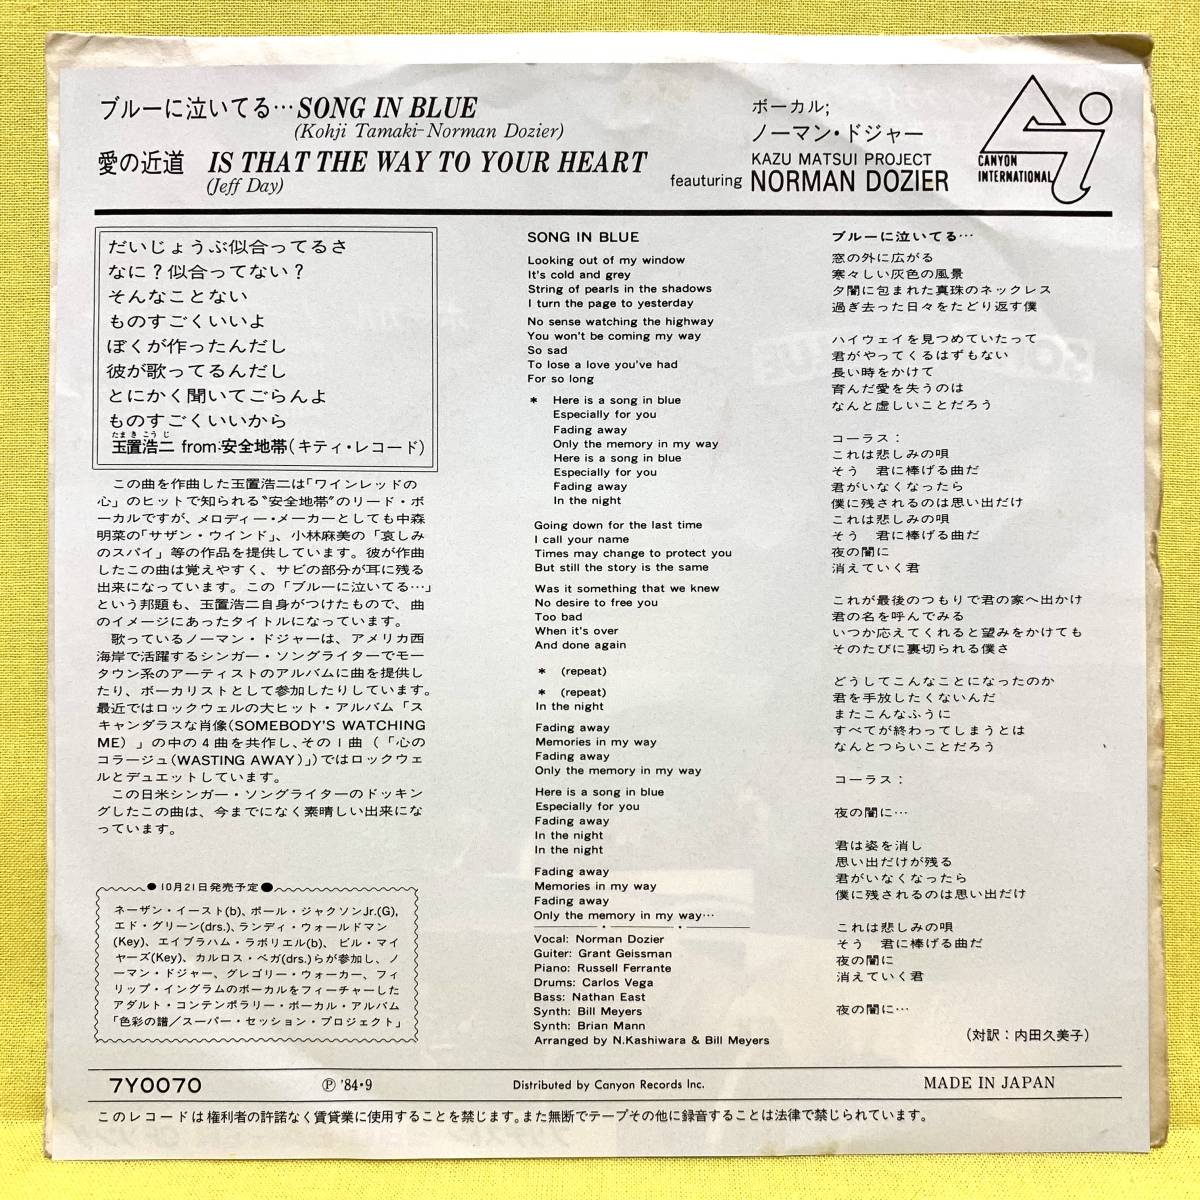 ブルーに泣いてる… SONG IN BLUE
(Kohji Tamaki-Norman Dozier)
愛の近道 IS THAT THE WAY TO YOUR HEART
(Jeff Day)
ボーカル;
ノーマン・ドジャー
KAZU MATSUI PROJECT
feauturing NORMAN DOZIER
CANYON
INTERNATIONAL
だいじょうぶ似合ってるさ
なに?似合ってない?
そんなことない
ものすごくいいよ
ぼくが作ったんだし
彼が歌ってるんだし
とにかく聞いてごらんよ
ものすごくいいから
たまきこうじ
玉置浩二 from:安全地帯(キティ・レコード)
この曲を作曲した玉置浩二は「ワインレッドの
心」のヒットで知られる“安全地帯”のリード・ボ
ーカルですが、メロディー・メーカーとしても中森
明菜の「サザン・ウインド」、小林麻美の「哀しみ
のスパイ」等の作品を提供しています。彼が作曲
したこの曲は覚えやすく、サビの部分が耳に残る
出来になっています。この「ブルーに泣いてる…」
という邦題も、玉置浩二自身がつけたもので、曲
のイメージにあったタイトルになっています。
歌っているノーマン・ドジャーは、アメリカ西
海岸で活躍するシンガー・ソングライターでモー
タウン系のアーティストのアルバムに曲を提供し
たり、ボーカリストとして参加したりしています。
最近ではロックウェルの大ヒット・アルバム「ス
キャンダラスな肖像(SOMEBODY'S WATCHING
ME)」の中の4曲を共作し、その1曲(「心の
コラージュ(WASTING AWAY)」)ではロックウェ
ルとデュエットしています。
この日米シンガー・ソングライターのドッキン
グしたこの曲は、今までになく素晴しい出来にな
っています。
●10月21日発売予定●
ネーザン・イースト(b)、ポール・ジャクソンJr.(G),
エド・グリーン(drs.)、ランディ・ウォールドマン
(Key)、エイブラハム・ラボリエル(b)、ビル・マイ
ヤーズ(Key)、カルロス・ベガ(drs.)らが参加し、ノ
ーマン・ドジャー、グレゴリー・ウォーカー、フィ
リップ・イングラムのボーカルをフィーチャーした
アダルト・コンテンポラリー・ボーカル・アルバム
「色彩の譜/スーパー・セッション・プロジェクト」
SONG IN BLUE
Looking out of my window
It's cold and grey
String of pearls in the shadows
I turn the page to yesterday
No sense watching the highway
You won't be coming my way
So sad
To lose a love you've had
For so long
* Here is a song in blue
Especially for you
Fading away
Only the memory in my way
Here is a song in blue
Especially for you
Fading away
In the night
Going down for the last time
I call your name
Times may change to protect you
But still the story is the same
Was it something that we knew
No desire to free you
Too bad
When it's over
And done again
* (repeat)
* (repeat)
In the night
Fading away
Memories in my way
Fading away
Only the memory in my way
Here is a song in blue
Especially for you
Fading away
In the night
In the night
Fading away
Memories in my way
Fading away
Only the memory in my way…
Vocal: Norman Dozier
Guiter: Grant Geissman
Piano: Russell Ferrante
Drums: Carlos Vega
Bass: Nathan East
Synth: Bill Meyers
Synth: Brian Mann
Arranged by N.Kashiwara & Bill Meyers
ブルーに泣いてる…
窓の外に広がる
寒々しい灰色の風景
夕闇に包まれた真珠のネックレス
過ぎ去った日々をたどり返す僕
ハイウェイを見つめていたって
君がやってくるはずもない
長い時をかけて
育んだ愛を失うのは
なんと虚しいことだろう
コーラス:
これは悲しみの唄
そう 君に捧げる曲だ
君がいなくなったら
僕に残されるのは思い出だけ
これは悲しみの唄
そう 君に捧げる曲だ
夜の闇に
消えていく君
これが最後のつもりで君の家へ出かけ
君の名を呼んでみる
いつか応えてくれると望みをかけても
そのたびに裏切られる僕さ
どうしてこんなことになったのか
君を手放したくないんだ
またこんなふうに
すべてが終わってしまうとは
なんとつらいことだろう
コーラス:
夜の闇に…
君は姿を消し
思い出だけが残る
君がいなくなったら
僕に残されるのは思い出だけ
これは悲しみの唄
そう 君に捧げる曲だ
夜の闇に
消えていく君
夜の闇に…
(対訳:内田久美子)
7Y0070
Ⓟ '84・9
Distributed by Canyon Records Inc.
MADE IN JAPAN
このレコードは権利者の許諾なく賃貸業に使用することを禁じます。また無断でテープその他に録音することは法律で禁じられています。